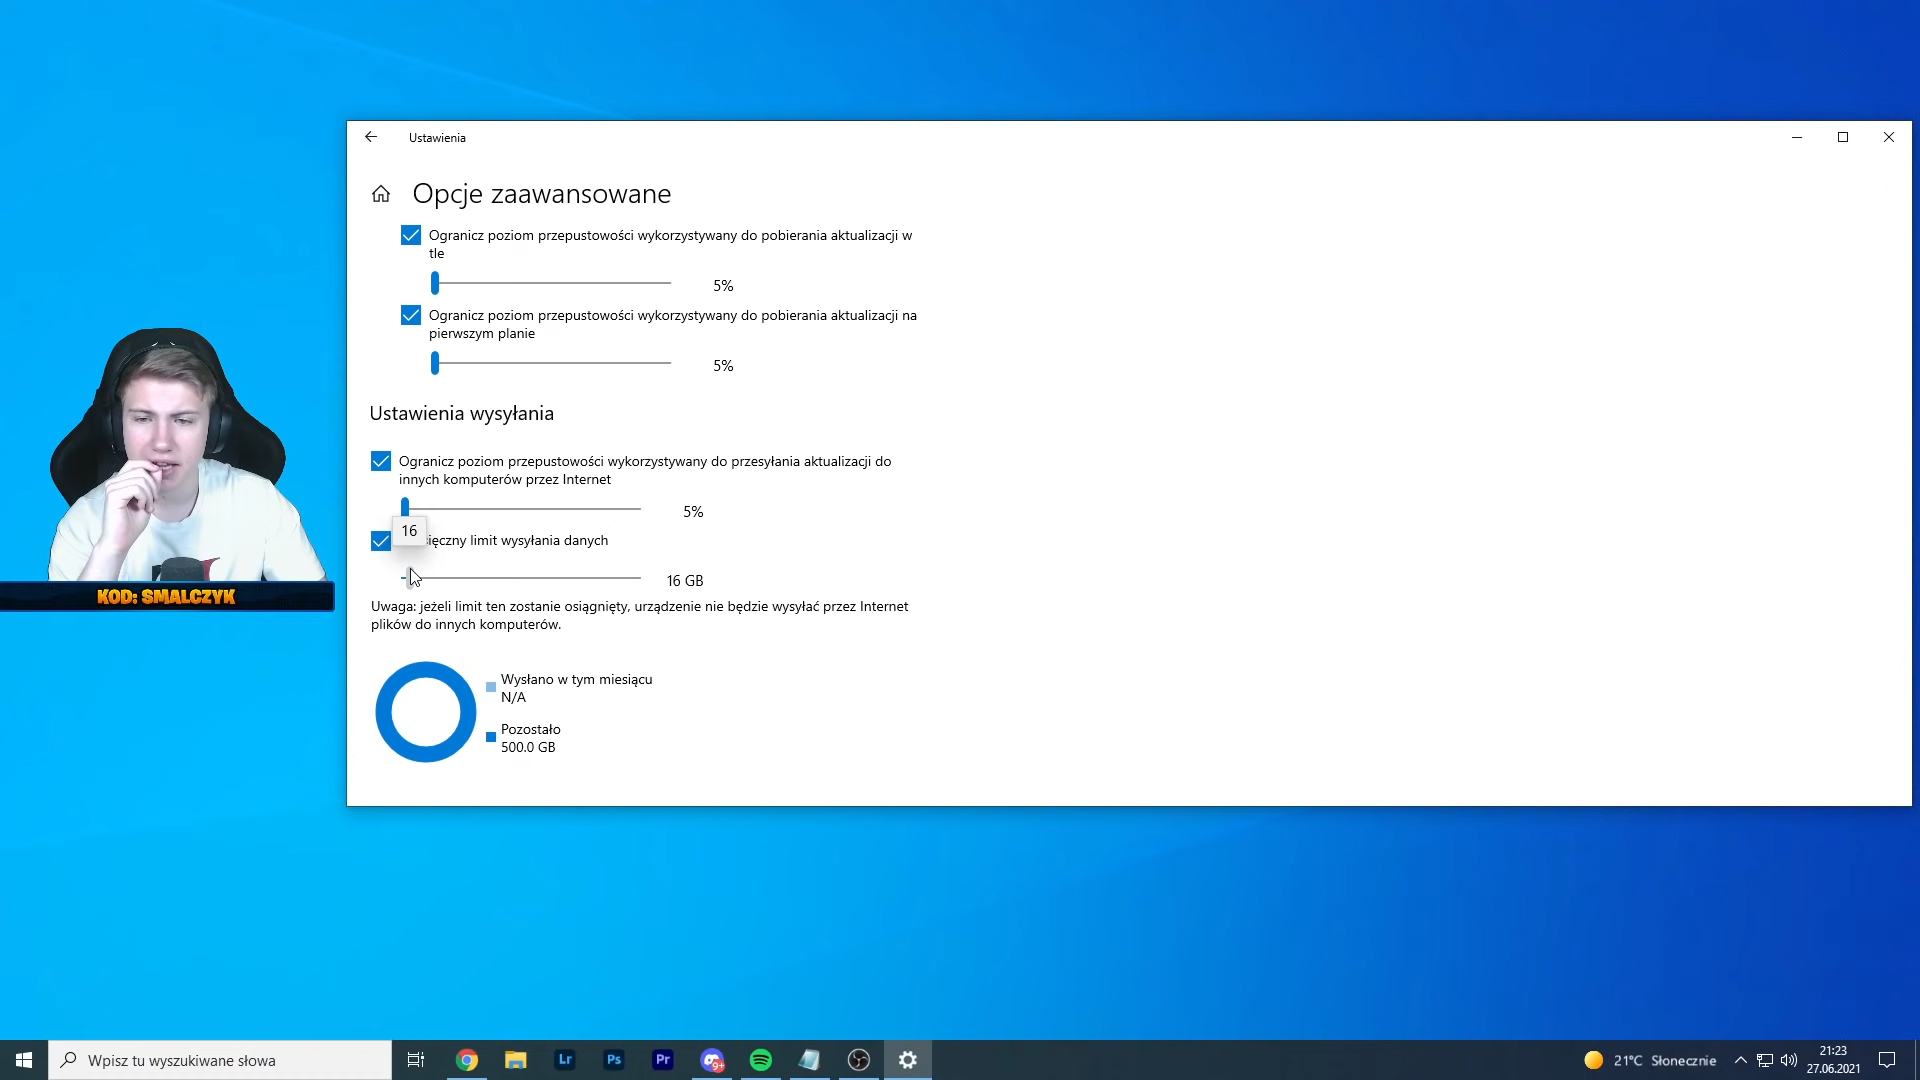 Ustawienia
Opcje zaawansowane
Ogranicz poziom przepustowości wykorzystywany do pobierania aktualizacji w
tle
5%
Ogranicz poziom przepustowości wykorzystywany do pobierania aktualizacji na
pierwszym planie
5%
Ustawienia wysyłania
Ogranicz poziom przepustowości wykorzystywany do przesyłania aktualizacji do
innych komputerów przez Internet
5%
16
sięczny limit wysyłania danych
16 GB
Uwaga: jeżeli limit ten zostanie osiągnięty, urządzenie nie będzie wysyłać przez Internet
plików do innych komputerów.
Wysłano w tym miesiącu
N/A
Pozostało
500.0 GB
KOD: SMALCZYK
Wpisz tu wyszukiwane słowa
Lr
Ps
Pr
9+
21°C Słonecznie
21:23
27.06.2021